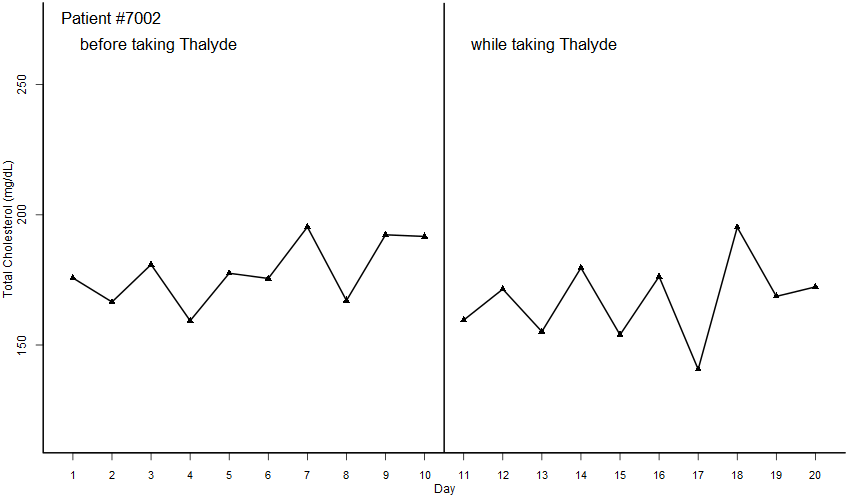 Patient #7002
before taking Thalyde
while taking Thalyde
Total Cholesterol (mg/dL)
250
200
150
1 2 3 4 5 6 7 8 9 10 11 12 13 14 15 16 17 18 19 20
Day